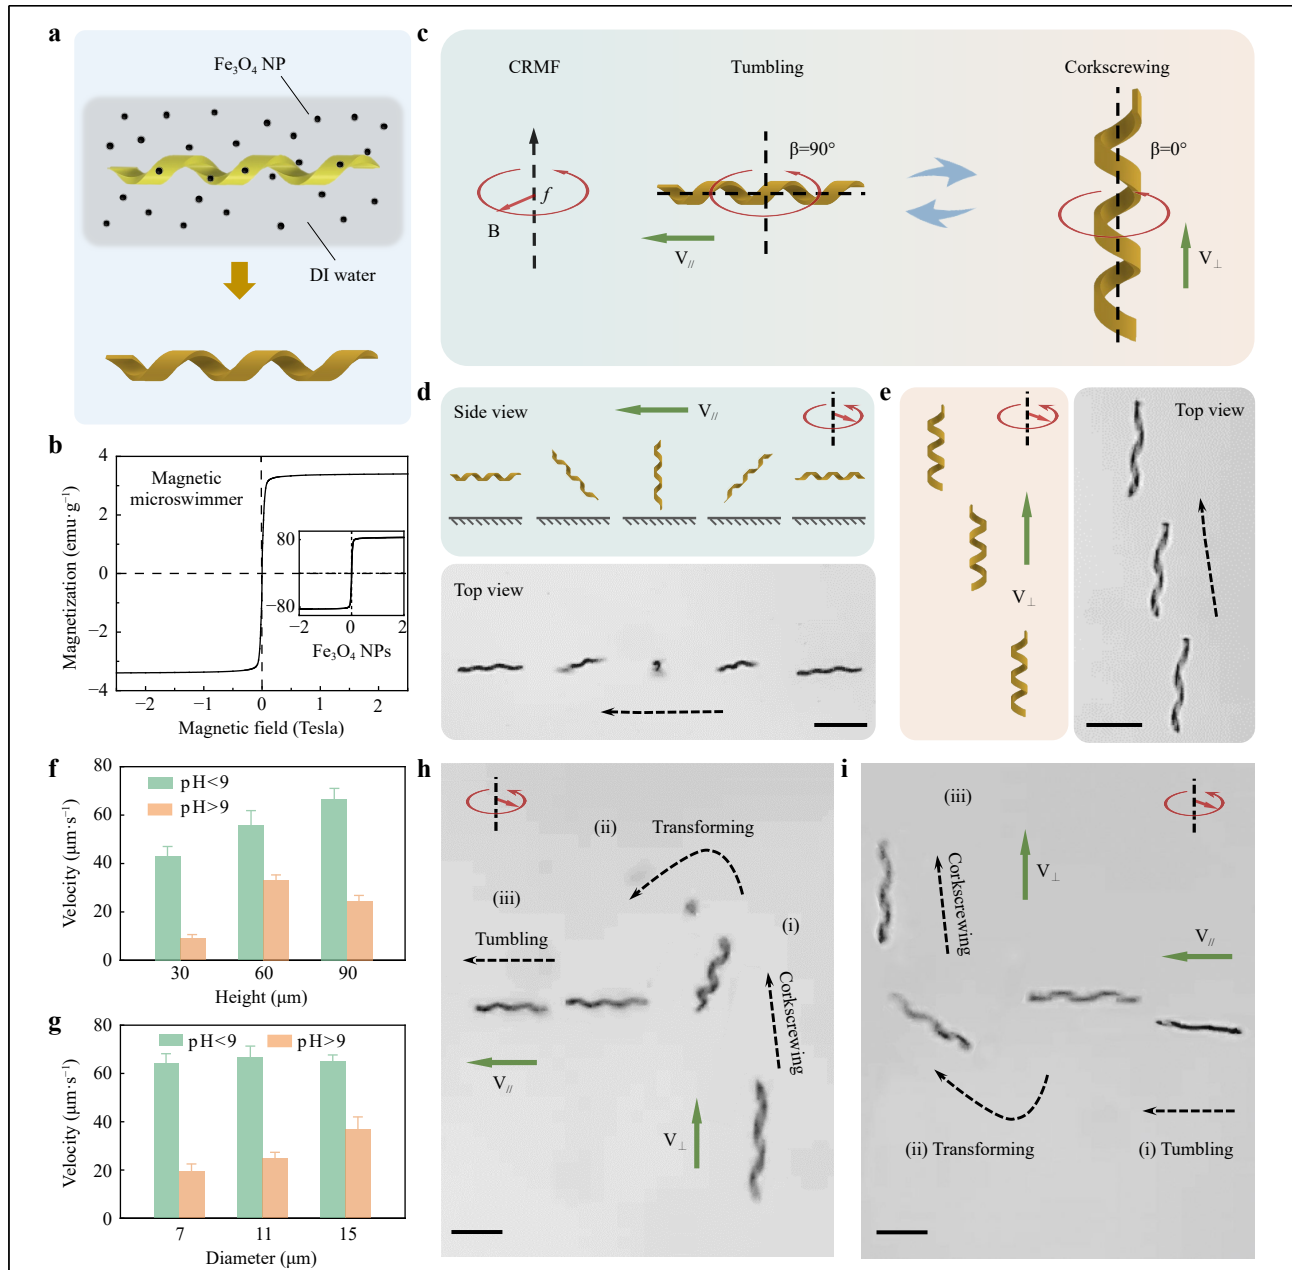 a
Fe₃O₄ NP
DI water
b
Magnetization (emu·g⁻¹)
4
2
0
−2
−4
Magnetic
microswimmer
80
0
−80
−2
0
2
Fe₃O₄ NPs
−2
−1
0
1
2
Magnetic field (Tesla)
c
CRMF
Tumbling
Corkscrewing
f
B
β=90°
V//
β=0°
V⊥
d
Side view
V//
Top view
e
V⊥
Top view
f
Velocity (μm·s⁻¹)
80
60
40
20
0
pH<9
pH>9
30
60
90
Height (μm)
g
Velocity (μm·s⁻¹)
80
60
40
20
0
pH<9
pH>9
7
11
15
Diameter (μm)
h
(ii)
Transforming
(iii)
Tumbling
(i)
Corkscrewing
V//
V⊥
i
(iii)
Corkscrewing
V⊥
V//
(ii) Transforming
(i) Tumbling